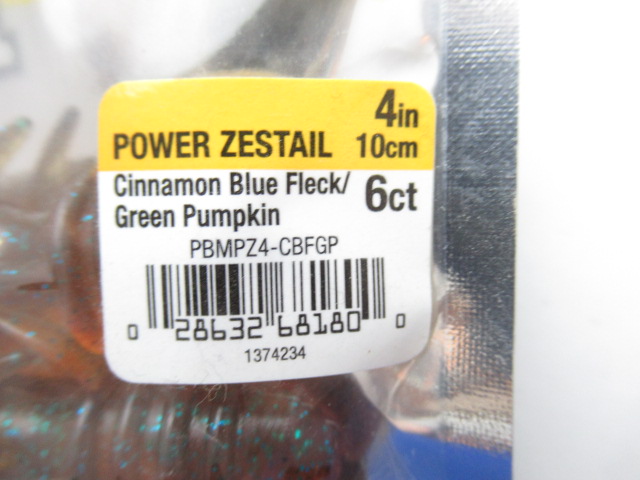 4in
POWER ZESTAIL 10cm
Cinnamon Blue Fleck/ 6ct
Green Pumpkin
PBMPZ4-CBFGP
0 28632 68180 0
1374234